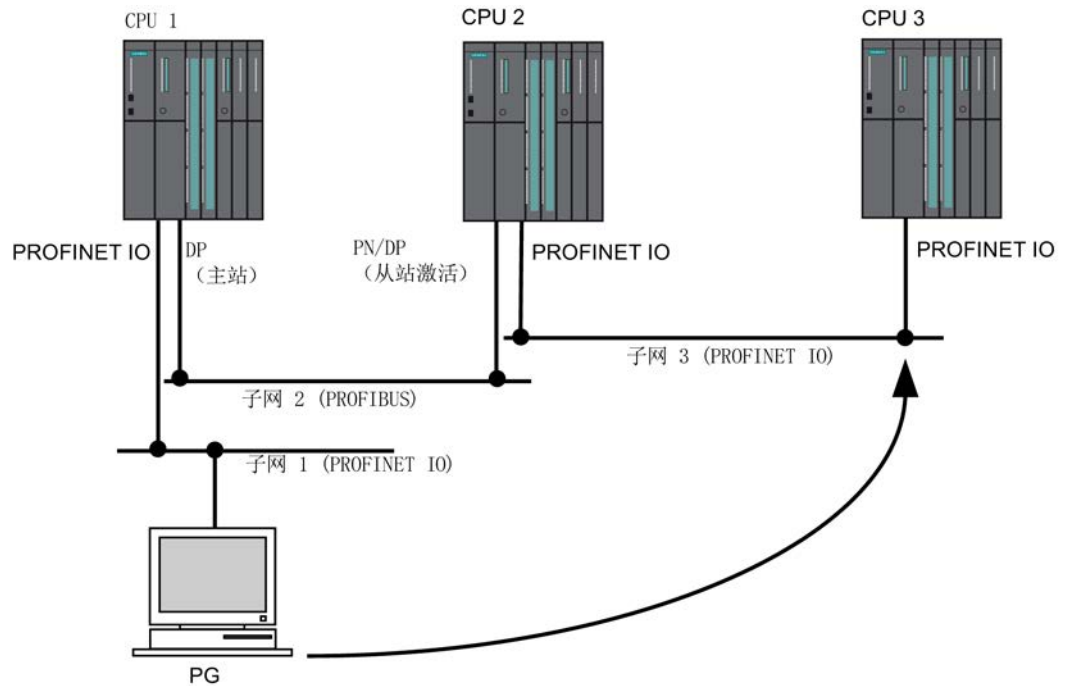 CPU 1
CPU 2
CPU 3
PROFINET IO
DP
（主站）
PN/DP
（从站激活）
PROFINET IO
PROFINET IO
子网 3 (PROFINET IO)
子网 2 (PROFIBUS)
子网 1 (PROFINET IO)
PG